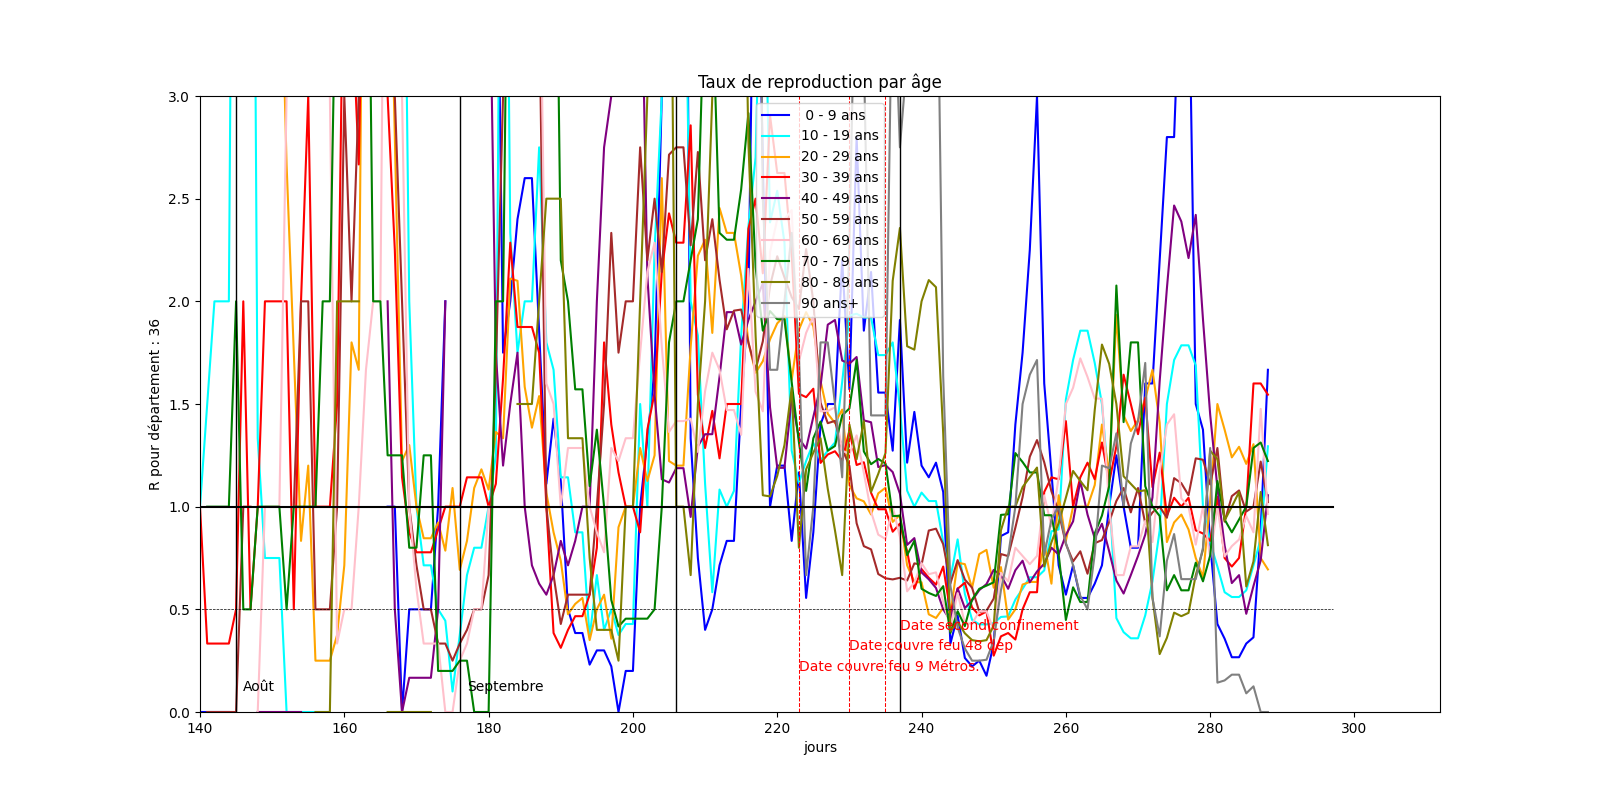 Taux de reproduction par âge
R pour département : 36
3.0
2.5
2.0
1.5
1.0
0.5
0.0
0 - 9 ans
10 - 19 ans
20 - 29 ans
30 - 39 ans
40 - 49 ans
50 - 59 ans
60 - 69 ans
70 - 79 ans
80 - 89 ans
90 ans+
Date second confinement
Date couvre feu 48 dép
Date couvre feu 9 Métros.
Août
Septembre
140
160
180
200
220
240
260
280
300
jours